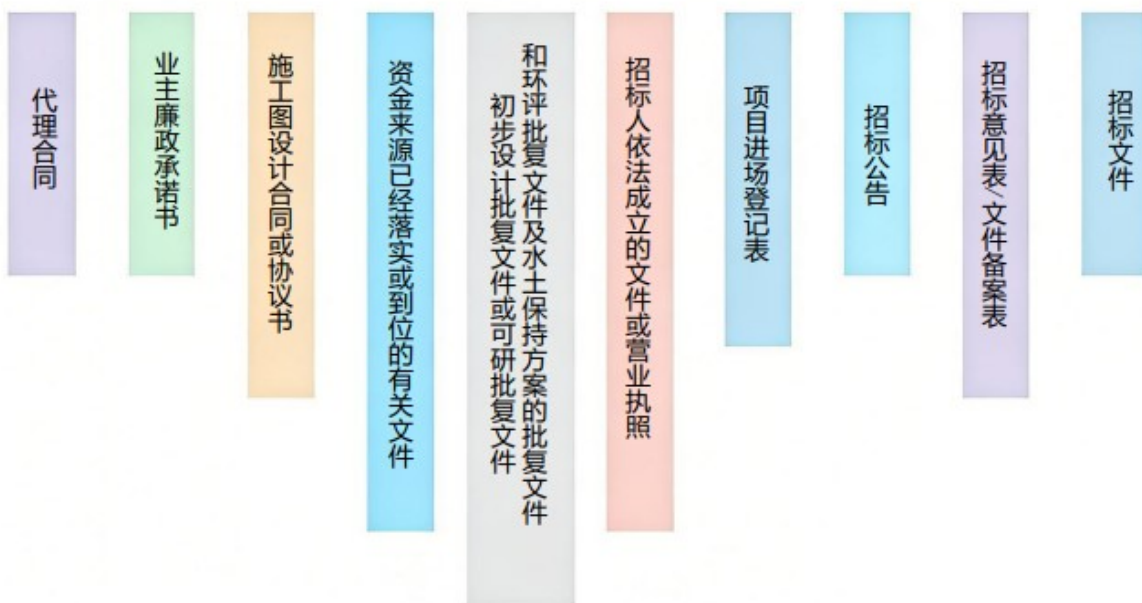 代理合同
业主廉政承诺书
施工图设计合同或协议书
资金来源已经落实或到位的有关文件
初步设计批复文件或可研批复文件
和环评批复文件及水土保持方案的批复文件
招标人依法成立的文件或营业执照
项目进场登记表
招标公告
招标意见表<文件备案表
招标文件